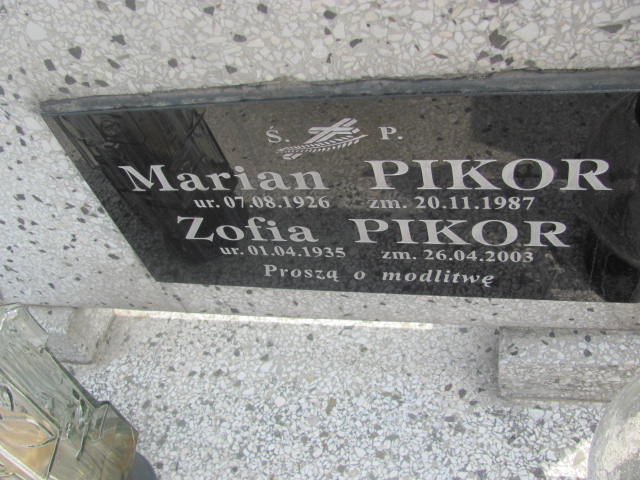 Ś. P.
Marian PIKOR
ur. 07.08.1926 zm. 20.11.1987
Zofia PIKOR
ur. 01.04.1935 zm. 26.04.2003
Proszą o modlitwę